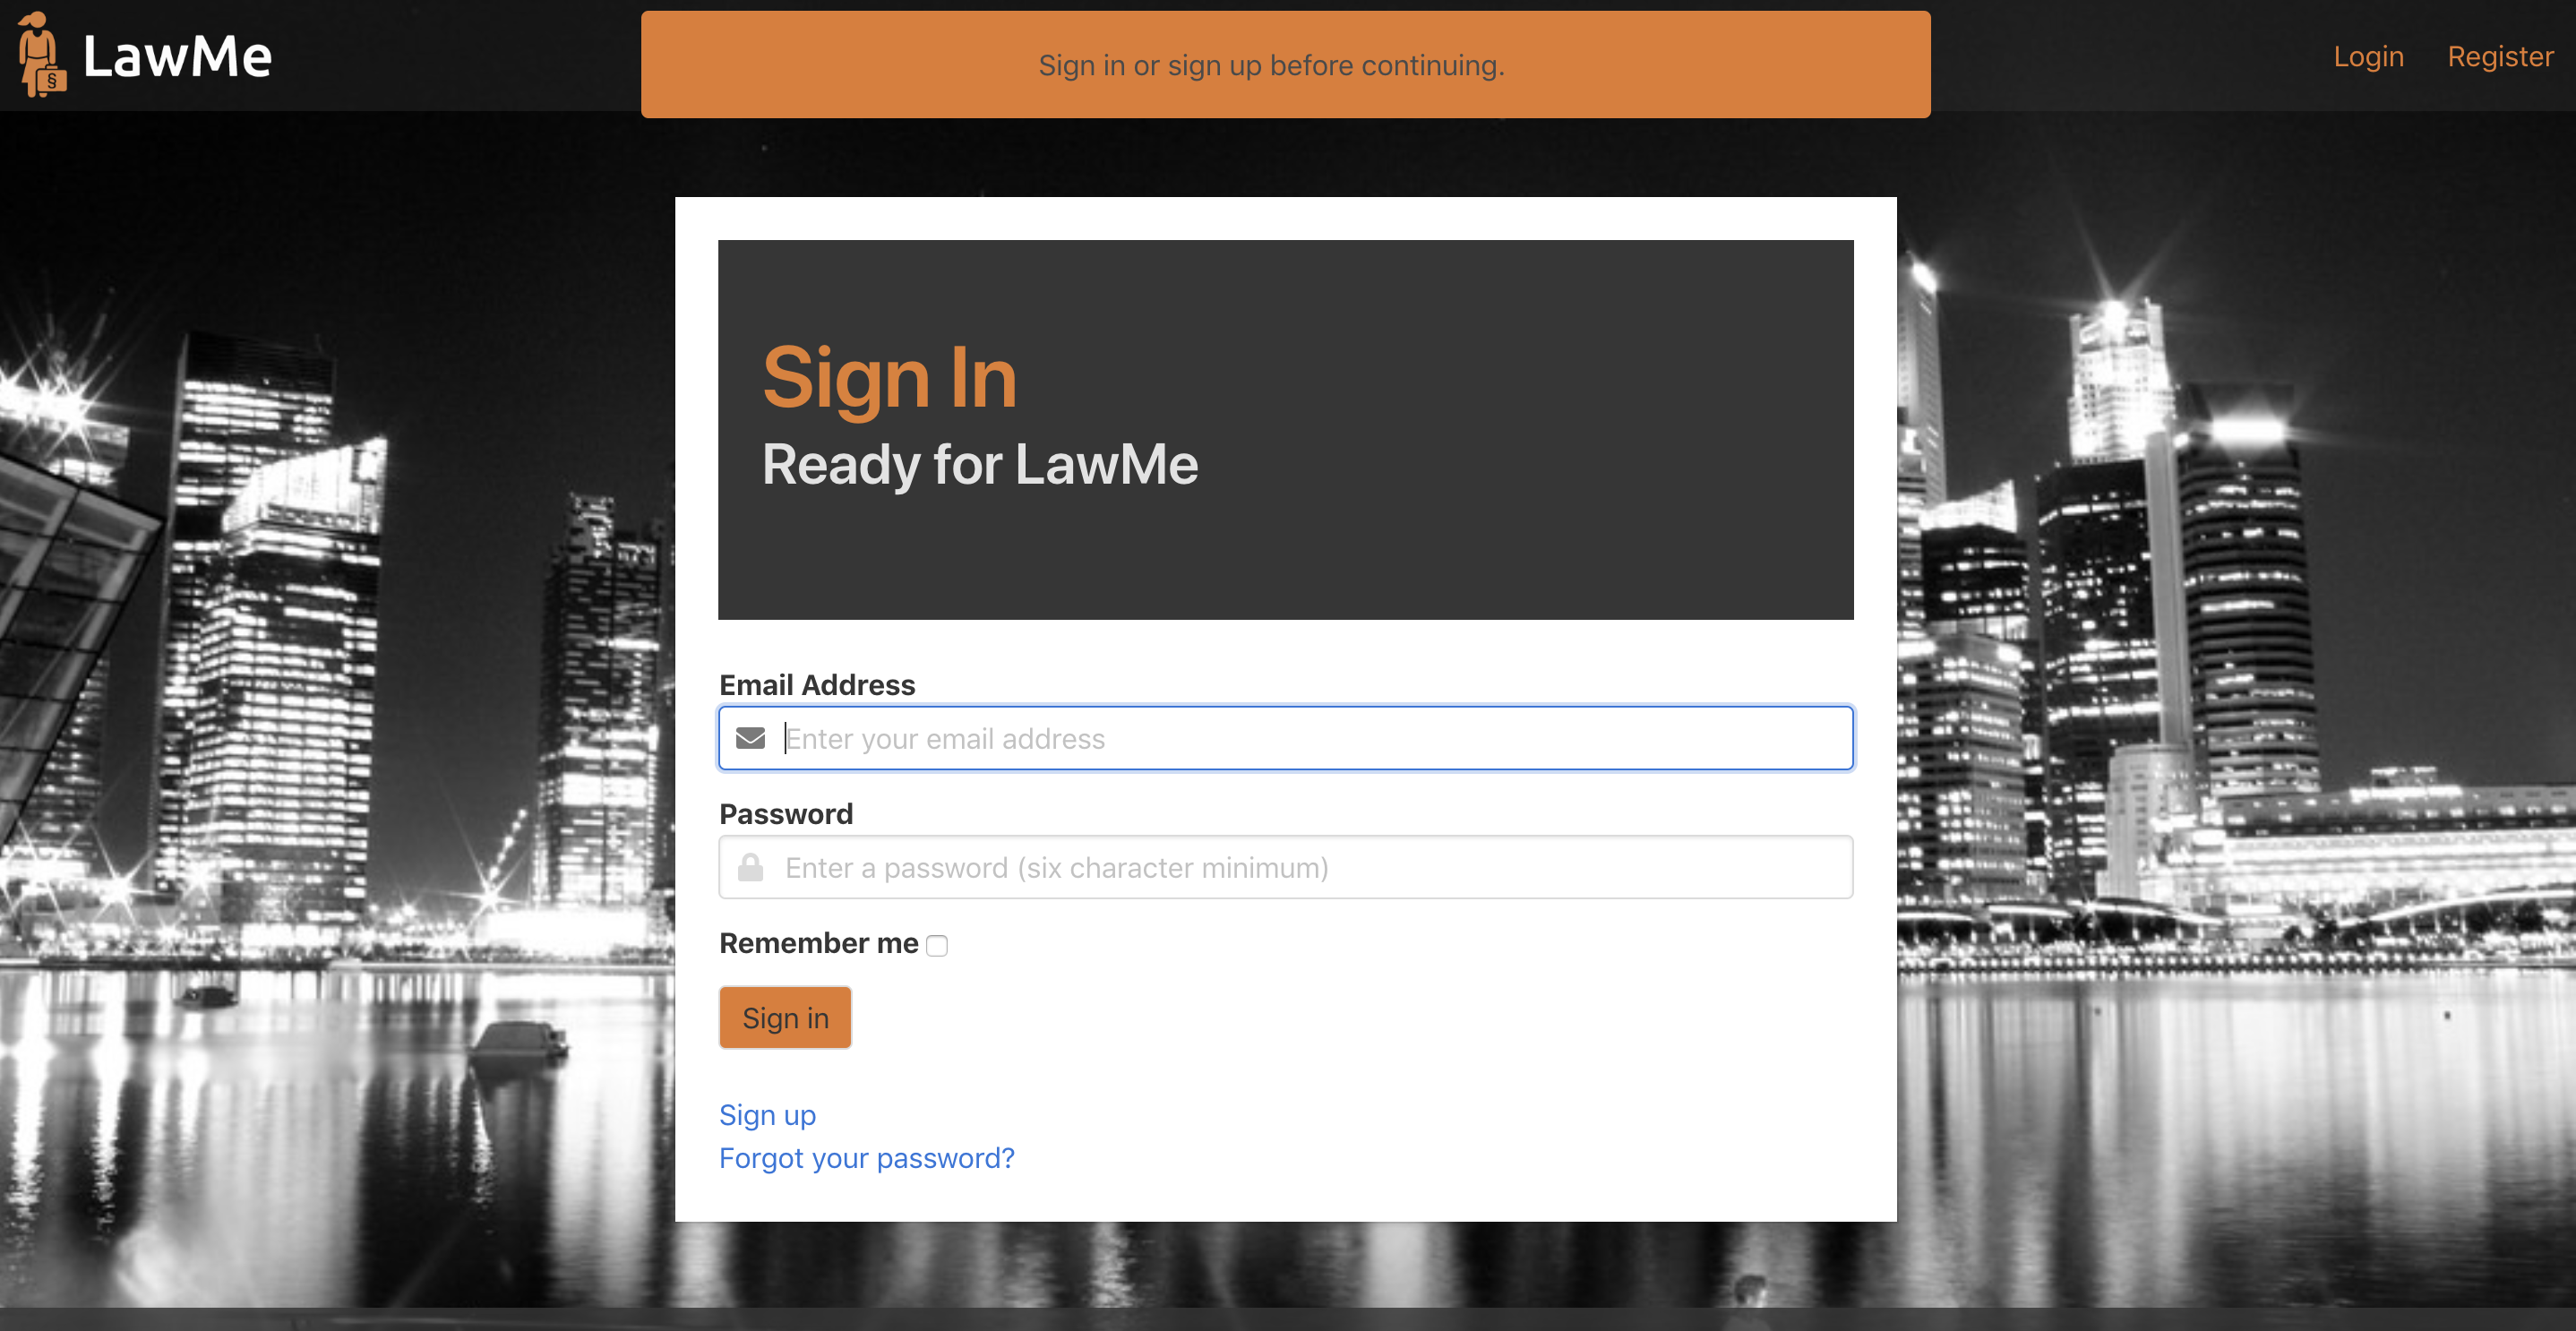 LawMe
§
Sign in or sign up before continuing.
Login
Register
Sign In
Ready for LawMe
Email Address
Enter your email address
Password
Enter a password (six character minimum)
Remember me
Sign in
Sign up
Forgot your password?